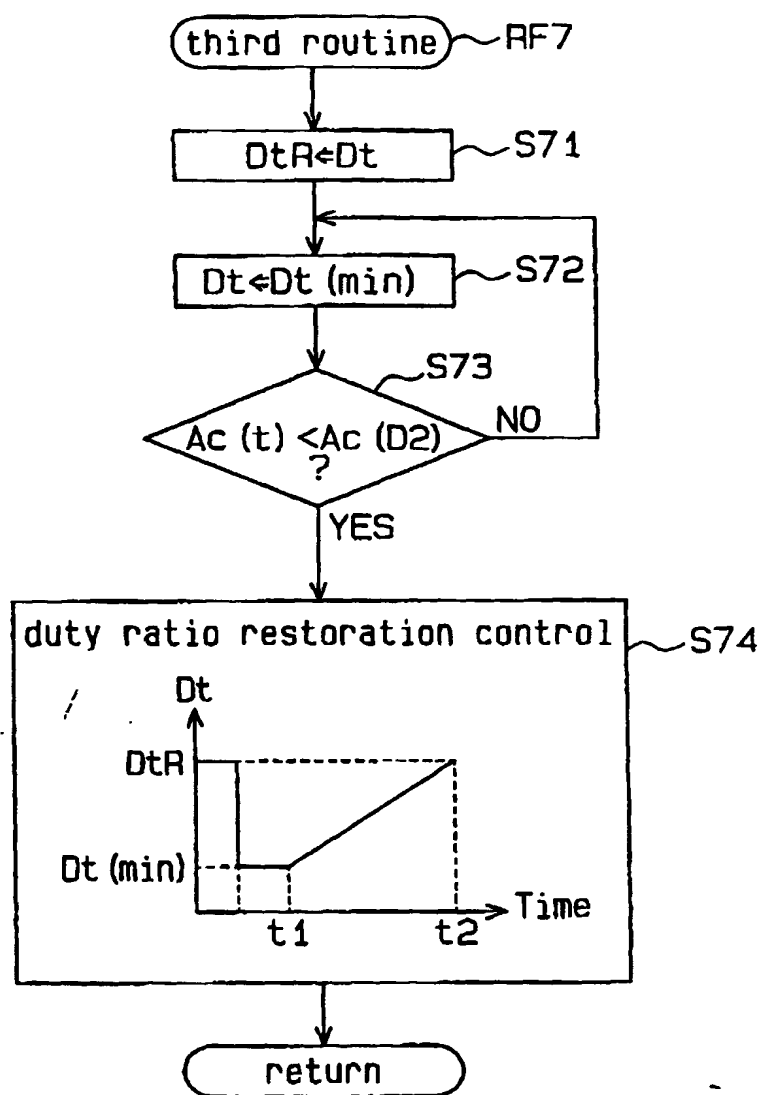 third routine RF7
DtR⇐Dt S71
Dt⇐Dt (min) S72
S73
Ac (t) <Ac (D2) NO
?
YES
duty ratio restoration control S74
Dt
DtR
Dt (min)
Time
t1 t2
return